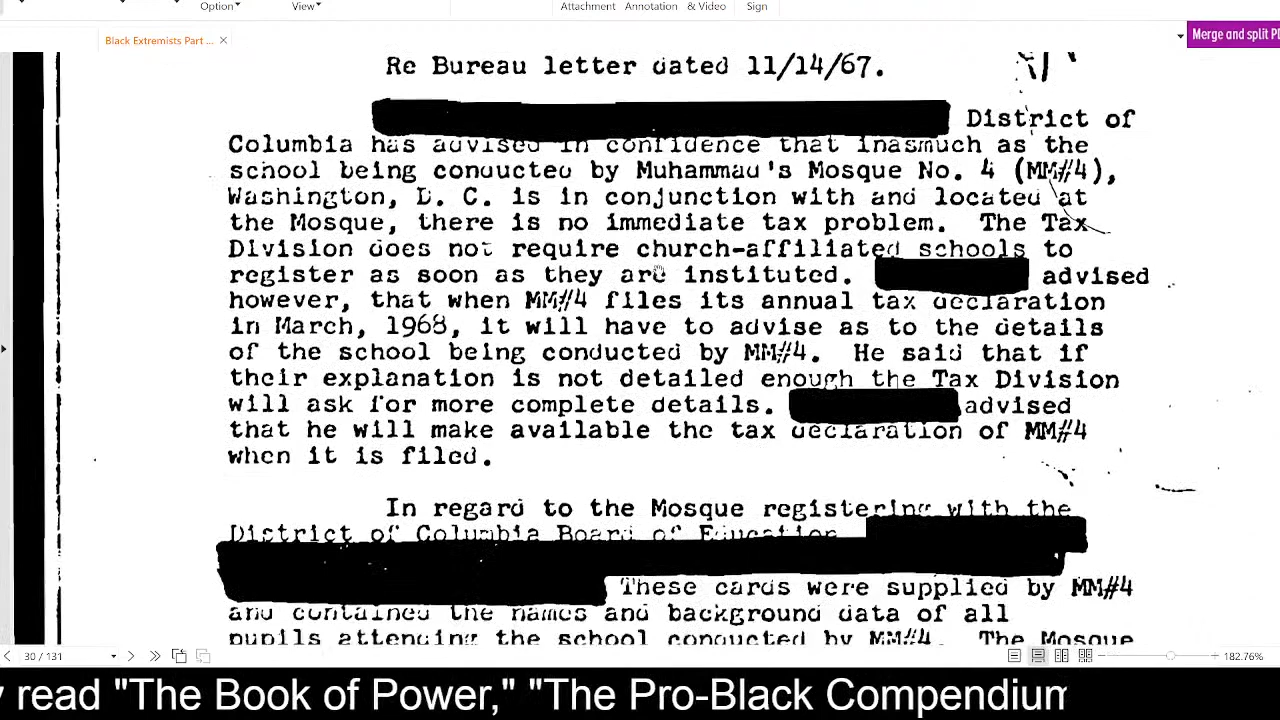 Option View Attachment Annotation & Video Sign
Black Extremists Part ... Merge and split PD
Re Bureau letter dated 11/14/67.
District of
Columbia has advised in confidence that inasmuch as the
school being conducted by Muhammad's Mosque No. 4 (MM#4),
Washington, D. C. is in conjunction with and located at
the Mosque, there is no immediate tax problem. The Tax
Division does not require church-affiliated schools to
register as soon as they are instituted. advised
however, that when MM#4 files its annual tax declaration
in March, 1968, it will have to advise as to the details
of the school being conducted by MM#4. He said that if
their explanation is not detailed enough the Tax Division
will ask for more complete details. advised
that he will make available the tax declaration of MM#4
when it is filed.
In regard to the Mosque registering with the
District of Columbia Board of Education
These cards were supplied by MM#4
and contained the names and background data of all
pupils attending the school conducted by MM#4. The Mosque
30 / 131 182.76%
y read "The Book of Power," "The Pro-Black Compendium